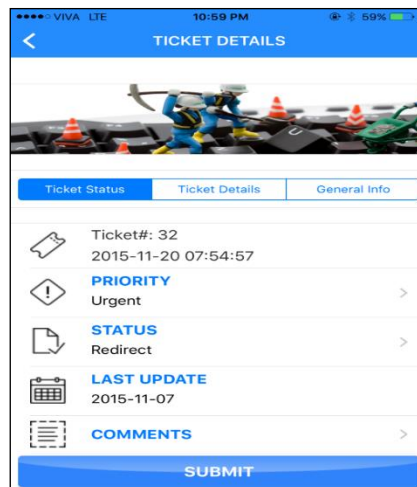 VIVA LTE 10:59 PM 59%
TICKET DETAILS
Ticket Status Ticket Details General Info
Ticket#: 32
2015-11-20 07:54:57
PRIORITY
Urgent
STATUS
Redirect
LAST UPDATE
2015-11-07
COMMENTS
SUBMIT